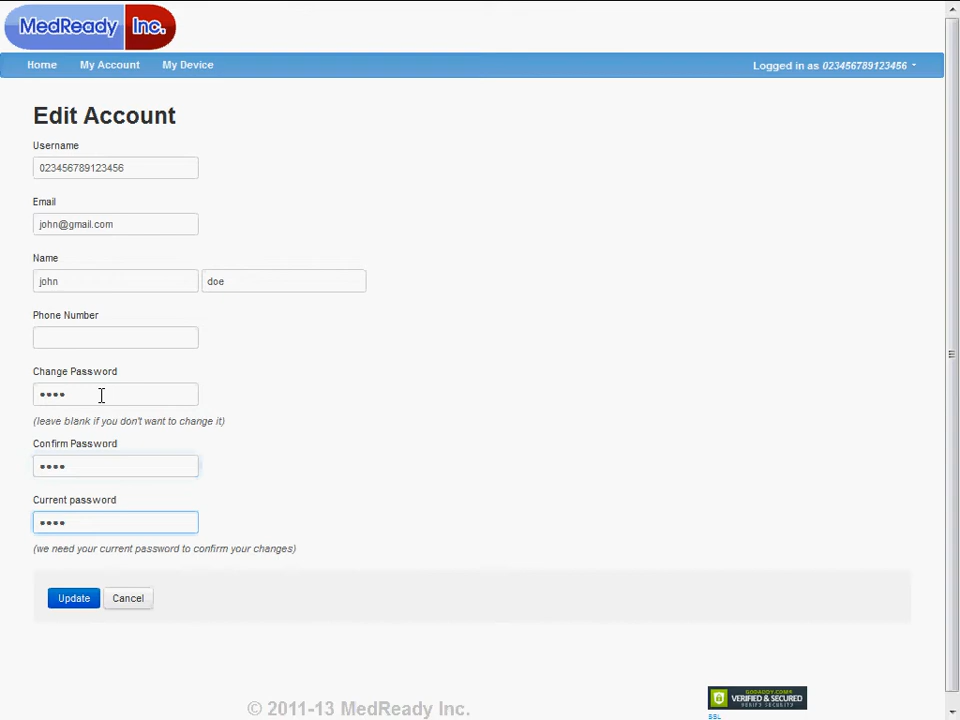 MedReady Inc.
Home My Account My Device Logged in as 023456789123456
Edit Account
Username
023456789123456
Email
john@gmail.com
Name
john doe
Phone Number
Change Password
••••
(leave blank if you don't want to change it)
Confirm Password
••••
Current password
••••
(we need your current password to confirm your changes)
Update Cancel
GODADDY.COM
VERIFIED & SECURED
VERIFY SECURITY
© 2011-13 MedReady Inc.
SSL